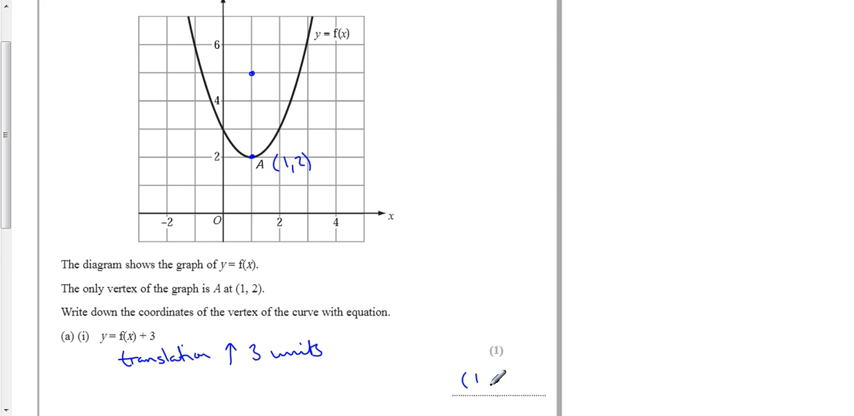 6
y = f(x)
4
2
A (1,2)
-2 O 2 4 x
The diagram shows the graph of y = f(x).
The only vertex of the graph is A at (1, 2).
Write down the coordinates of the vertex of the curve with equation.
(a) (i) y = f(x) + 3
translation ↑ 3 units
(1)
(1